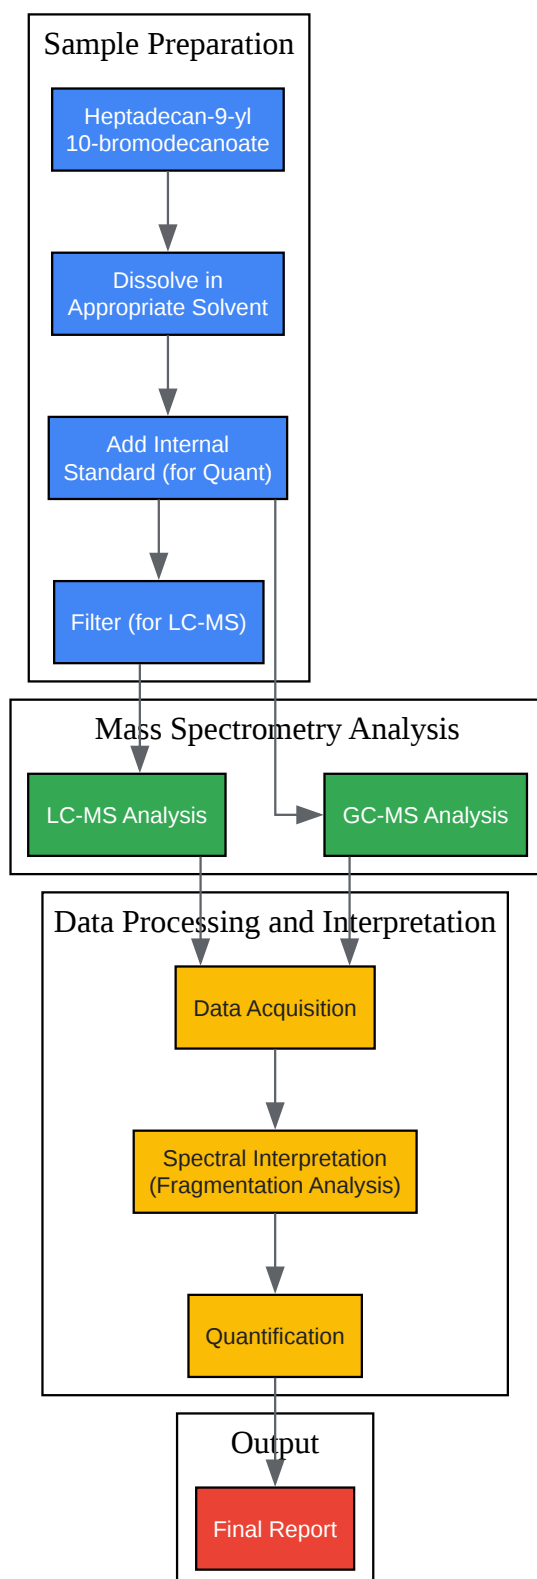 Sample Preparation
Heptadecan-9-yl
10-bromodecanoate
Dissolve in
Appropriate Solvent
Add Internal
Standard (for Quant)
Filter (for LC-MS)
Mass Spectrometry Analysis
LC-MS Analysis
GC-MS Analysis
Data Processing and Interpretation
Data Acquisition
Spectral Interpretation
(Fragmentation Analysis)
Quantification
Output
Final Report